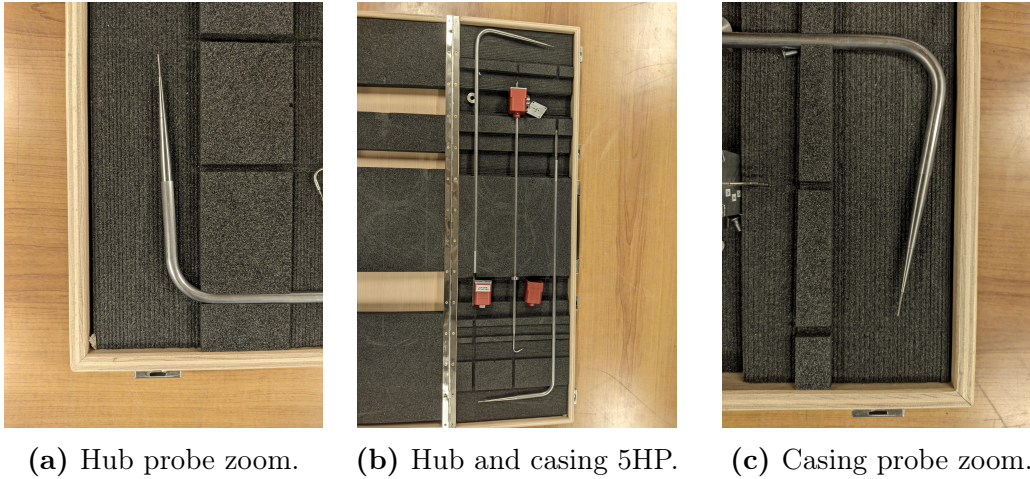 (a) Hub probe zoom.
(b) Hub and casing 5HP.
(c) Casing probe zoom.